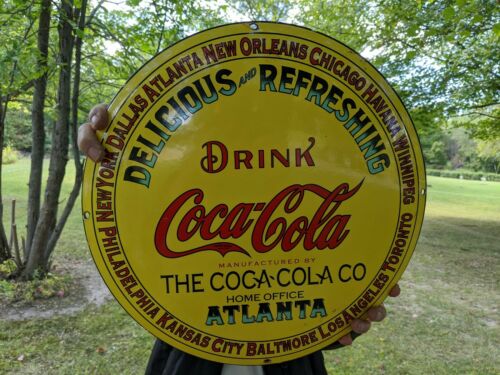 NEW YORK DALLAS ATLANTA NEW ORLEANS CHICAGO HAVANA WINNIPEG
DELICIOUS AND REFRESHING
DRINK
Coca-Cola
MANUFACTURED BY
THE COCA-COLA CO
HOME OFFICE
ATLANTA
PHILADELPHIA KANSAS CITY BALTMORE LOS ANGELES TORONTO